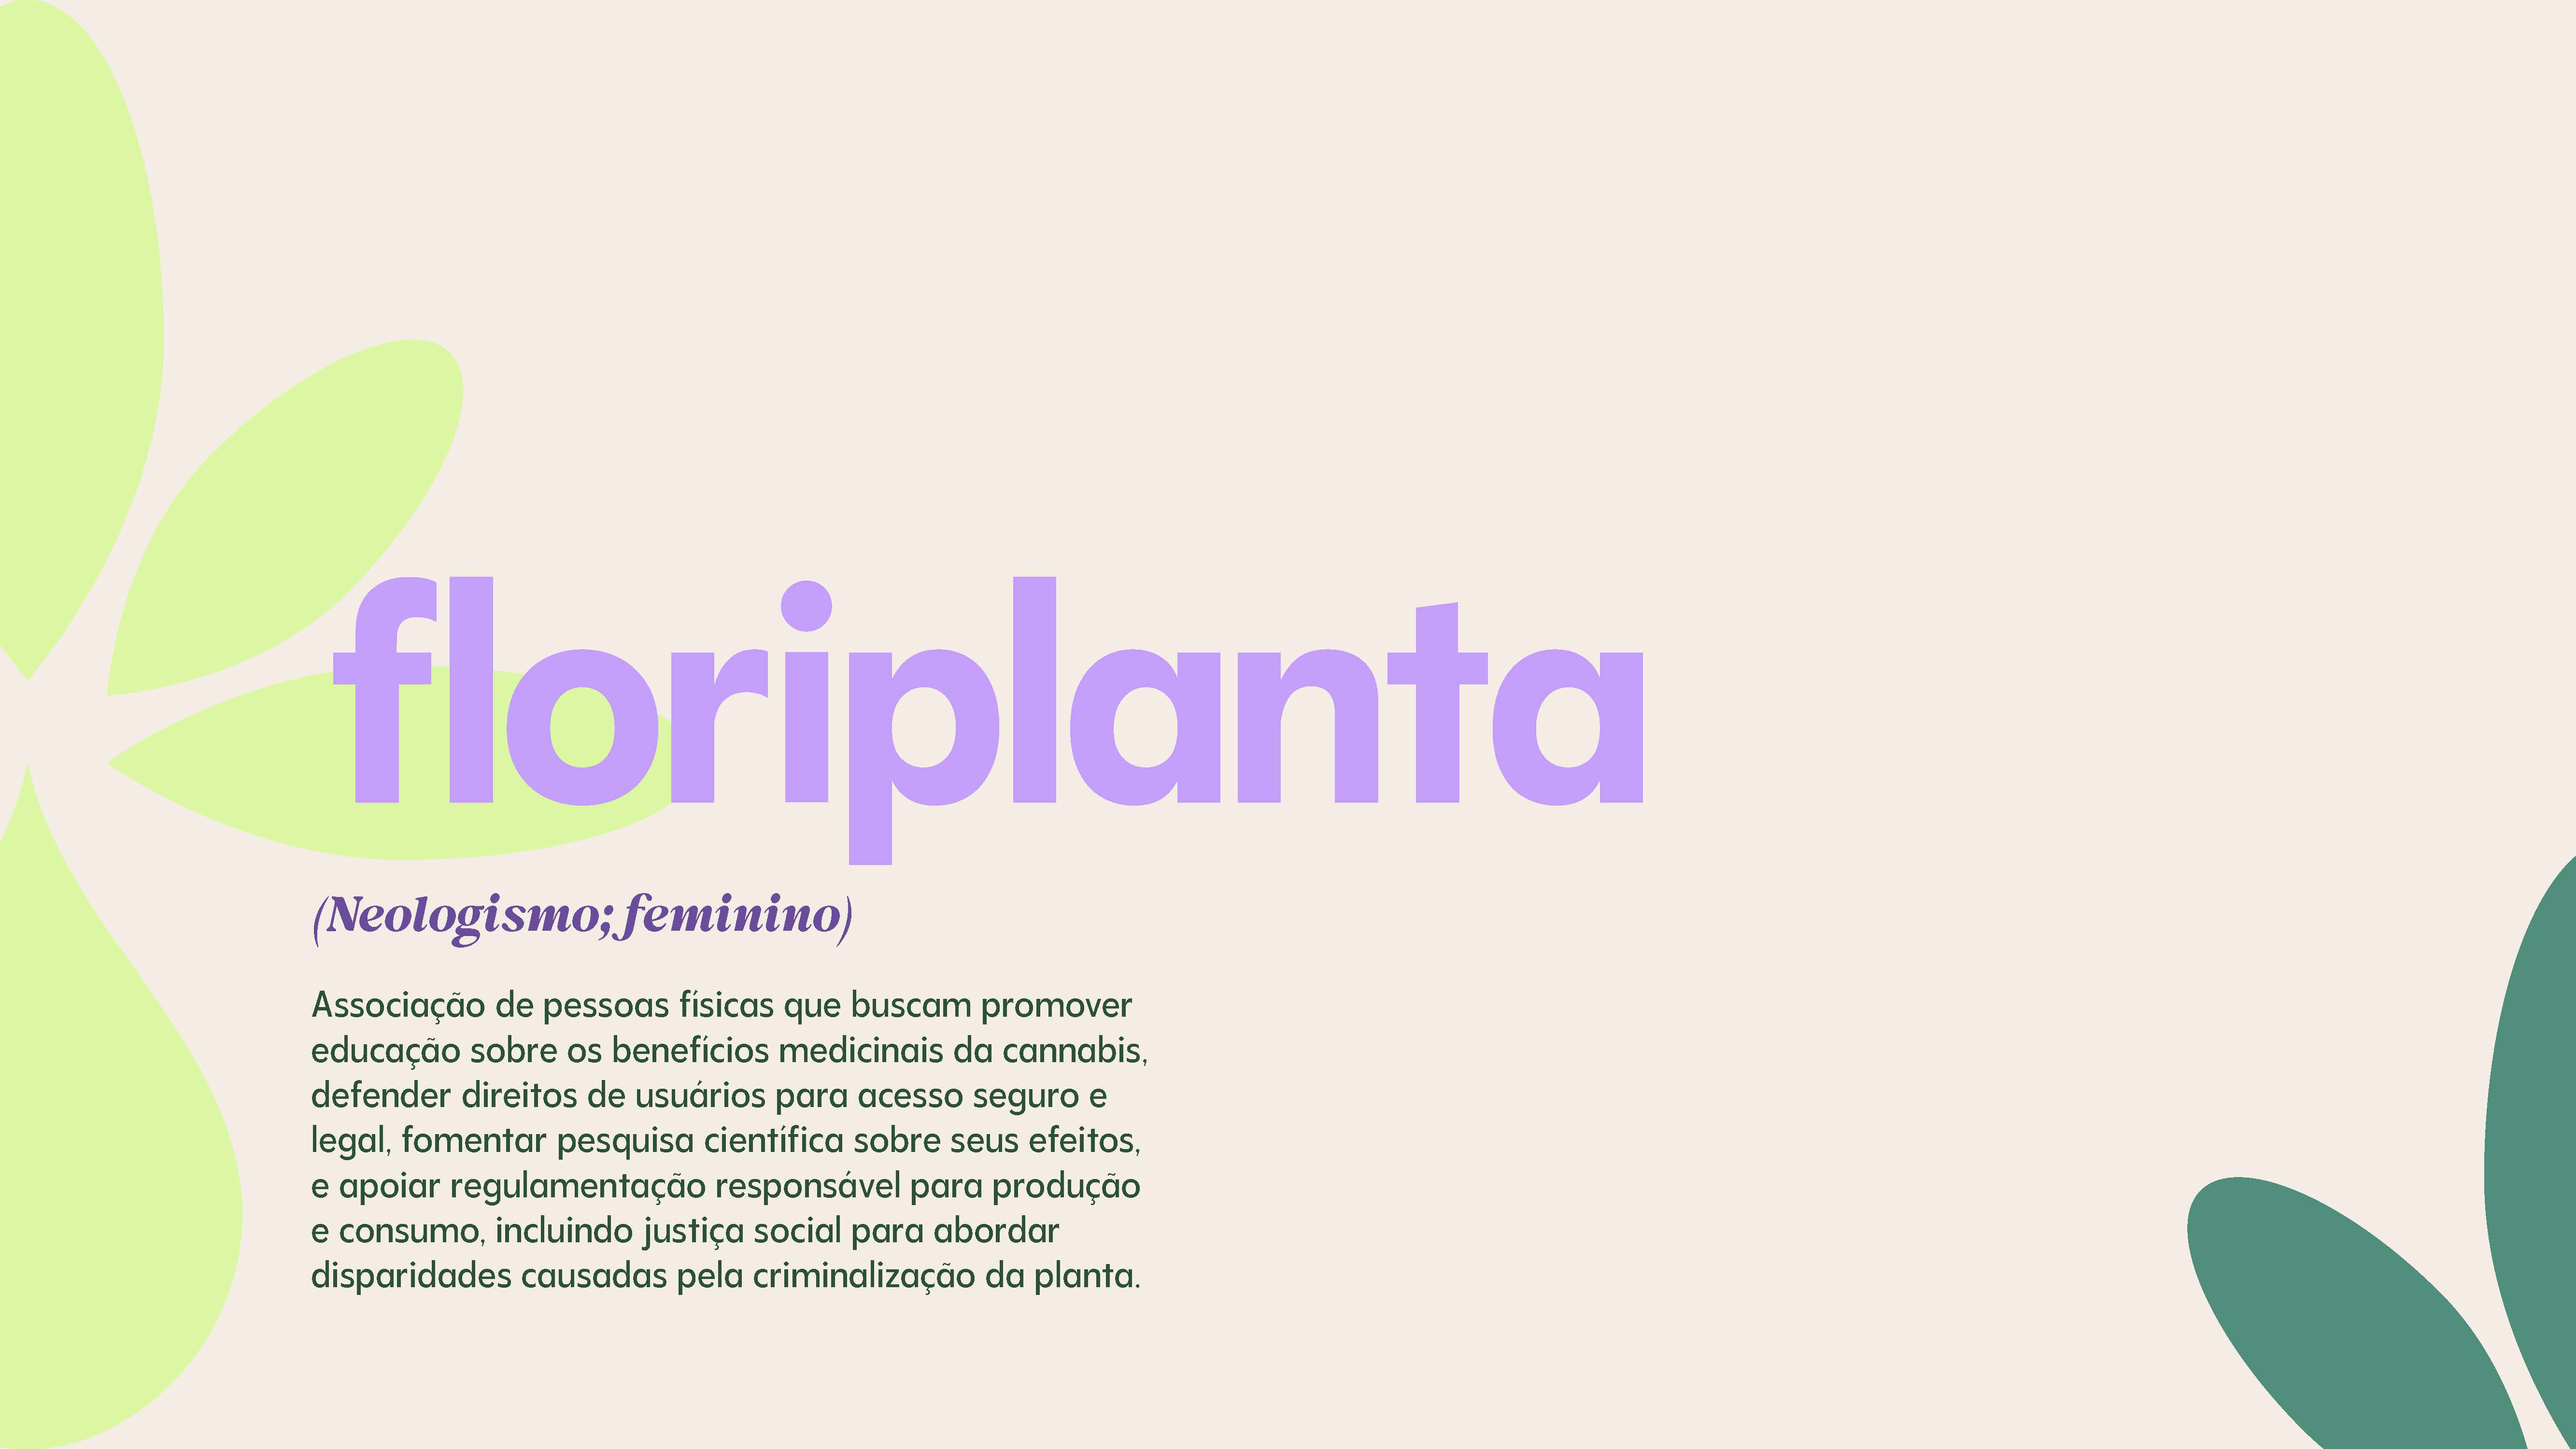 floriplanta
(Neologismo; feminino)
Associação de pessoas físicas que buscam promover
educação sobre os benefícios medicinais da cannabis,
defender direitos de usuários para acesso seguro e
legal, fomentar pesquisa científica sobre seus efeitos,
e apoiar regulamentação responsável para produção
e consumo, incluindo justiça social para abordar
disparidades causadas pela criminalização da planta.